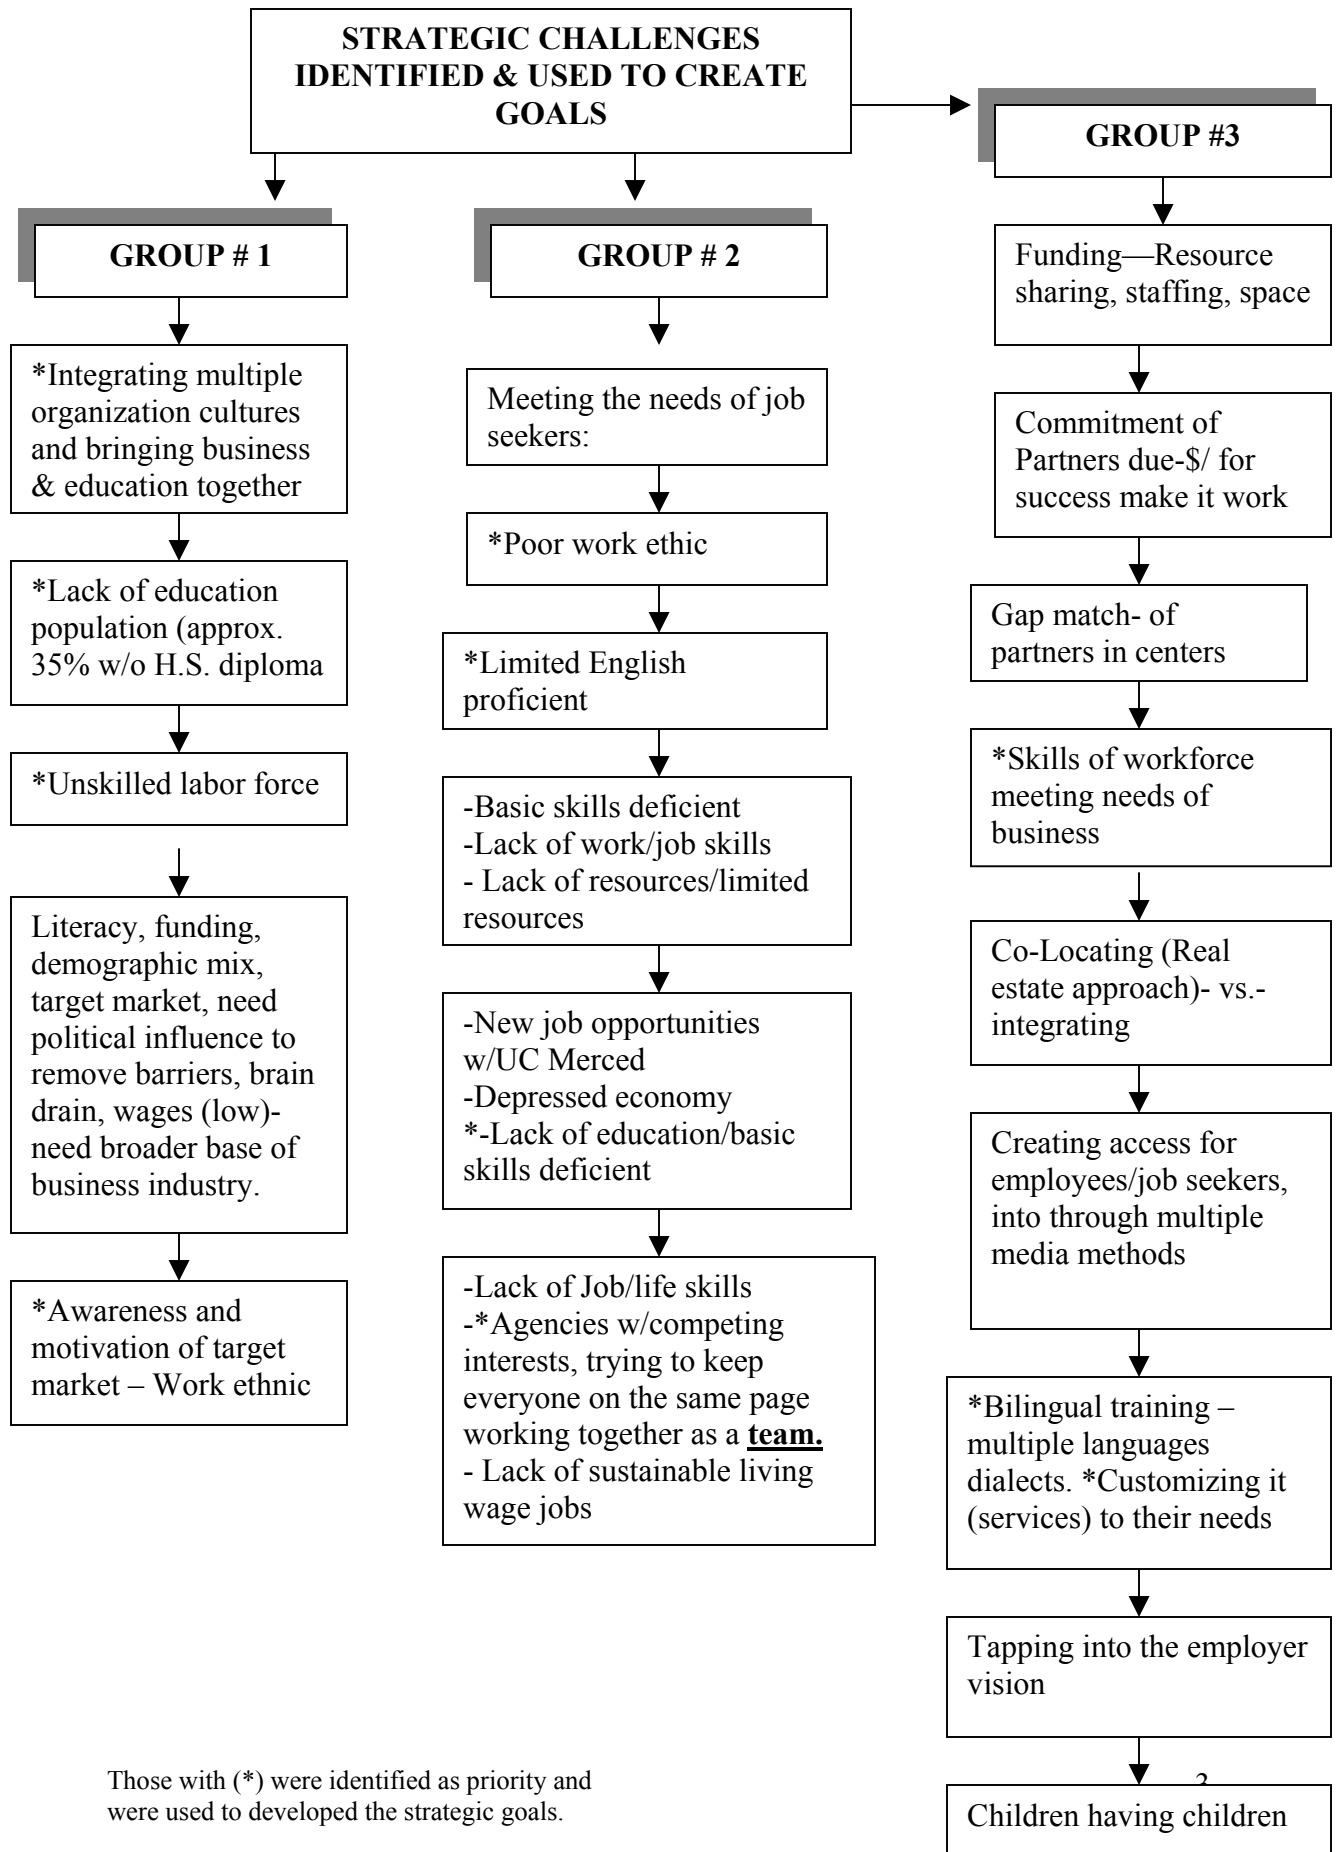 STRATEGIC CHALLENGES
IDENTIFIED & USED TO CREATE
GOALS
GROUP # 1
*Integrating multiple
organization cultures
and bringing business
& education together
*Lack of education
population (approx.
35% w/o H.S. diploma
*Unskilled labor force
Literacy, funding,
demographic mix,
target market, need
political influence to
remove barriers, brain
drain, wages (low)-
need broader base of
business industry.
*Awareness and
motivation of target
market – Work ethnic
GROUP # 2
Meeting the needs of job
seekers:
*Poor work ethic
*Limited English
proficient
-Basic skills deficient
-Lack of work/job skills
- Lack of resources/limited
resources
-New job opportunities
w/UC Merced
-Depressed economy
*-Lack of education/basic
skills deficient
-Lack of Job/life skills
-*Agencies w/competing
interests, trying to keep
everyone on the same page
working together as a team.
- Lack of sustainable living
wage jobs
GROUP #3
Funding—Resource
sharing, staffing, space
Commitment of
Partners due-$/ for
success make it work
Gap match- of
partners in centers
*Skills of workforce
meeting needs of
business
Co-Locating (Real
estate approach)- vs.-
integrating
Creating access for
employees/job seekers,
into through multiple
media methods
*Bilingual training –
multiple languages
dialects. *Customizing it
(services) to their needs
Tapping into the employer
vision
Children having children
Those with (*) were identified as priority and
were used to developed the strategic goals.